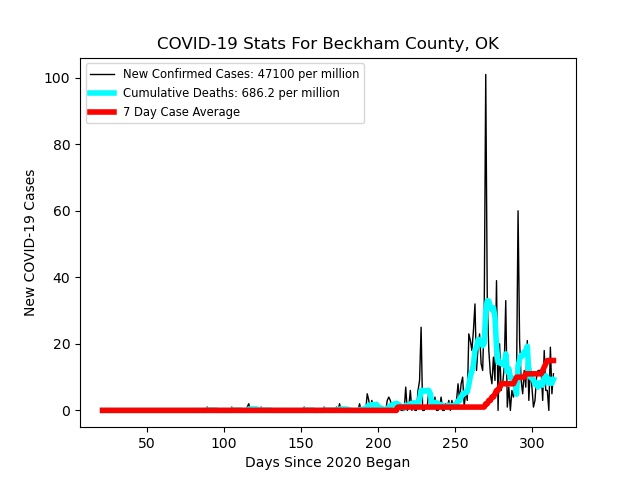 COVID-19 Stats For Beckham County, OK
New Confirmed Cases: 47100 per million
Cumulative Deaths: 686.2 per million
7 Day Case Average
New COVID-19 Cases
100
80
60
40
20
0
50 100 150 200 250 300
Days Since 2020 Began